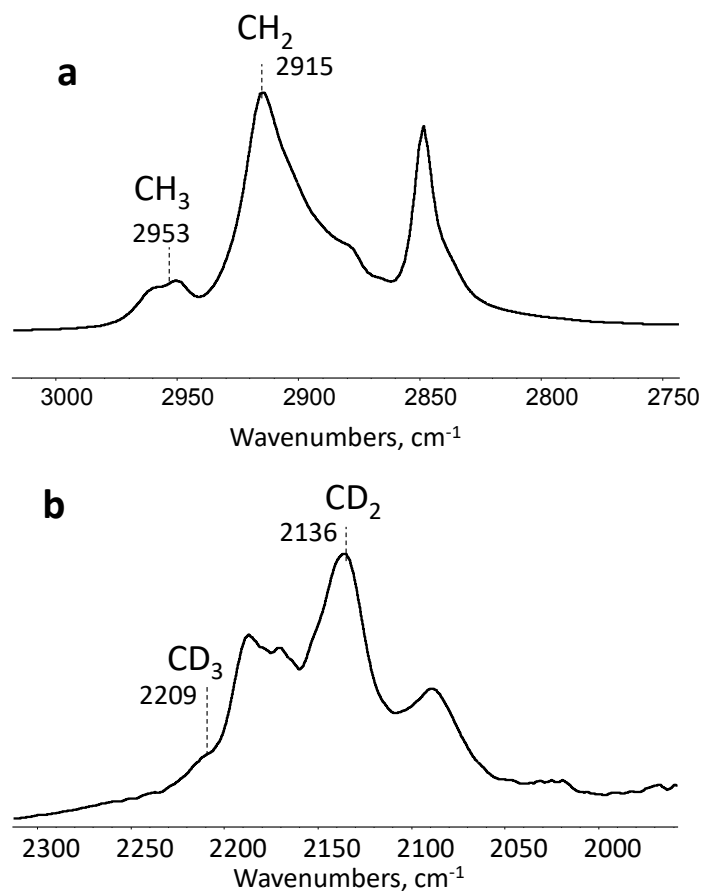 CH₂
a
2915
CH₃
2953
3000 2950 2900 2850 2800 2750
Wavenumbers, cm⁻¹
b
CD₂
2136
CD₃
2209
2300 2250 2200 2150 2100 2050 2000
Wavenumbers, cm⁻¹